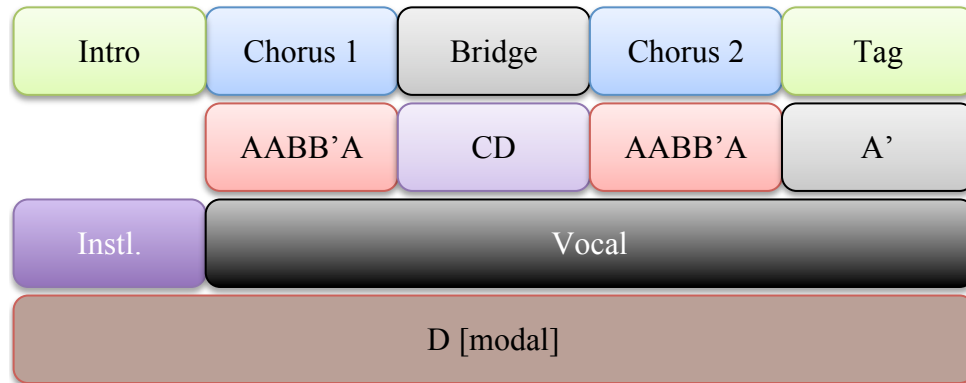 Intro Chorus 1 Bridge Chorus 2 Tag
AABB’A CD AABB’A A’
Instl. Vocal
D [modal]